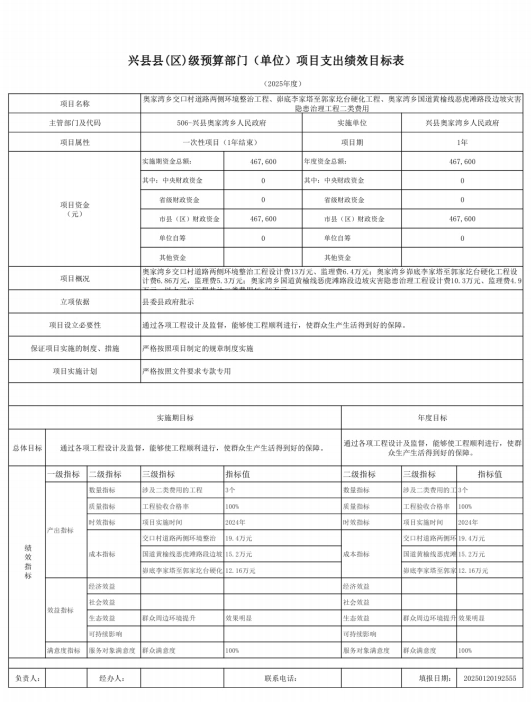 兴县县(区)级预算部门（单位）项目支出绩效目标表
（2025年度）
项目名称 奥家湾乡交口村道路两侧环境整治工程、峁底李家塔至郭家圪台硬化工程、奥家湾乡国道黄榆线恶虎滩路段边坡灾害
隐患治理工程二类费用
主管部门及代码 506-兴县奥家湾乡人民政府 实施单位 兴县奥家湾乡人民政府
项目属性 一次性项目（1年结束） 项目期 1年
项目资金
（元）
实施期资金总额： 467,600 年度资金总额： 467,600
其中：中央财政资金 0 其中：中央财政资金 0
省级财政资金 0 省级财政资金 0
市县（区）财政资金 467,600 市县（区）财政资金 467,600
单位自筹 0 单位自筹 0
其他资金 其他资金
项目概况 奥家湾乡交口村道路两侧环境整治工程设计费13万元、监理费6.4万元；奥家湾乡峁底李家塔至郭家圪台硬化工程设
计费6.86万元，监理费5.3万元；奥家湾乡国道黄榆线恶虎滩路段边坡灾害隐患治理工程设计费10.3万元、监理费4.9
立项依据 县委县政府批示
项目设立必要性 通过各项工程设计及监督，能够使工程顺利进行，使群众生产生活得到好的保障。
保证项目实施的制度、措施 严格按照项目制定的规章制度实施
项目实施计划 严格按照文件要求专款专用
实施期目标 年度目标
总体目标 通过各项工程设计及监督，能够使工程顺利进行，使群众生产生活得到好的保障。 通过各项工程设计及监督，能够使工程顺利进行，使群
众生产生活得到好的保障。
绩效指标
一级指标 二级指标 三级指标 指标值 二级指标 三级指标 指标值
产出指标
数量指标 涉及二类费用的工程 3个 数量指标 涉及二类费用的工 3个
质量指标 工程验收合格率 100% 质量指标 工程验收合格率 100%
时效指标 项目实施时间 2024年 时效指标 项目实施时间 2024年
成本指标 交口村道路两侧环境整治 19.4万元 成本指标 交口村道路两侧环 19.4万元
国道黄榆线恶虎滩路段边坡 15.2万元 国道黄榆线恶虎滩 15.2万元
峁底李家塔至郭家圪台硬化 12.16万元 峁底李家塔至郭家 12.16万元
效益指标
经济效益 经济效益
社会效益 社会效益
生态效益 群众周边环境提升 效果明显 生态效益 群众周边环境提升 效果明显
可持续影响 可持续影响
满意度指标 服务对象满意度 群众满意度 100% 服务对象满意度 群众满意度 100%
负责人： 经办人： 联系电话： 填报日期： 20250120192555